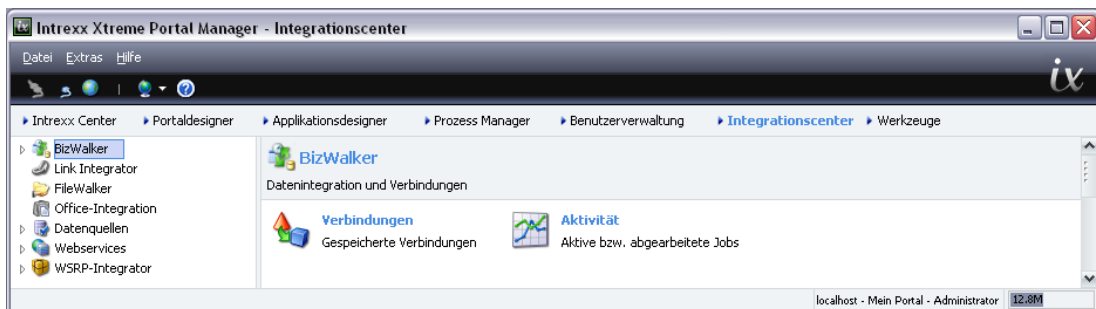 Intrexx Xtreme Portal Manager - Integrationscenter
Datei Extras Hilfe
ix
Intrexx Center Portaldesigner Applikationsdesigner Prozess Manager Benutzerverwaltung Integrationscenter Werkzeuge
BizWalker
Link Integrator
FileWalker
Office-Integration
Datenquellen
Webservices
WSRP-Integrator
BizWalker
Datenintegration und Verbindungen
Verbindungen
Gespeicherte Verbindungen
Aktivität
Aktive bzw. abgearbeitete Jobs
localhost - Mein Portal - Administrator 12.8M